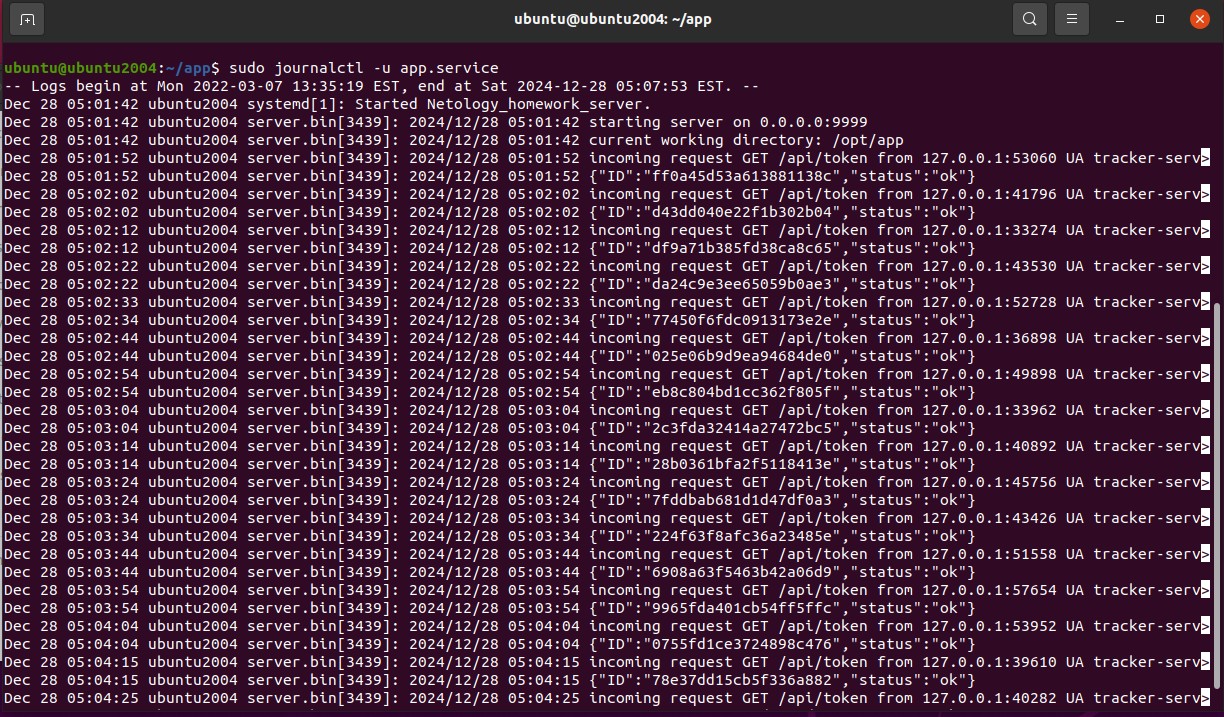 ubuntu@ubuntu2004: ~/app
ubuntu@ubuntu2004:~/app$ sudo journalctl -u app.service
-- Logs begin at Mon 2022-03-07 13:35:19 EST, end at Sat 2024-12-28 05:07:53 EST. --
Dec 28 05:01:42 ubuntu2004 systemd[1]: Started Netology_homework_server.
Dec 28 05:01:42 ubuntu2004 server.bin[3439]: 2024/12/28 05:01:42 starting server on 0.0.0.0:9999
Dec 28 05:01:42 ubuntu2004 server.bin[3439]: 2024/12/28 05:01:42 current working directory: /opt/app
Dec 28 05:01:52 ubuntu2004 server.bin[3439]: 2024/12/28 05:01:52 incoming request GET /api/token from 127.0.0.1:53060 UA tracker-serv>
Dec 28 05:01:52 ubuntu2004 server.bin[3439]: 2024/12/28 05:01:52 {"ID":"ff0a45d53a613881138c","status":"ok"}
Dec 28 05:02:02 ubuntu2004 server.bin[3439]: 2024/12/28 05:02:02 incoming request GET /api/token from 127.0.0.1:41796 UA tracker-serv>
Dec 28 05:02:02 ubuntu2004 server.bin[3439]: 2024/12/28 05:02:02 {"ID":"d43dd040e22f1b302b04","status":"ok"}
Dec 28 05:02:12 ubuntu2004 server.bin[3439]: 2024/12/28 05:02:12 incoming request GET /api/token from 127.0.0.1:33274 UA tracker-serv>
Dec 28 05:02:12 ubuntu2004 server.bin[3439]: 2024/12/28 05:02:12 {"ID":"df9a71b385fd38ca8c65","status":"ok"}
Dec 28 05:02:22 ubuntu2004 server.bin[3439]: 2024/12/28 05:02:22 incoming request GET /api/token from 127.0.0.1:43530 UA tracker-serv>
Dec 28 05:02:22 ubuntu2004 server.bin[3439]: 2024/12/28 05:02:22 {"ID":"da24c9e3ee65059b0ae3","status":"ok"}
Dec 28 05:02:33 ubuntu2004 server.bin[3439]: 2024/12/28 05:02:33 incoming request GET /api/token from 127.0.0.1:52728 UA tracker-serv>
Dec 28 05:02:34 ubuntu2004 server.bin[3439]: 2024/12/28 05:02:34 {"ID":"77450f6fdc0913173e2e","status":"ok"}
Dec 28 05:02:44 ubuntu2004 server.bin[3439]: 2024/12/28 05:02:44 incoming request GET /api/token from 127.0.0.1:36898 UA tracker-serv>
Dec 28 05:02:44 ubuntu2004 server.bin[3439]: 2024/12/28 05:02:44 {"ID":"025e06b9d9ea94684de0","status":"ok"}
Dec 28 05:02:54 ubuntu2004 server.bin[3439]: 2024/12/28 05:02:54 incoming request GET /api/token from 127.0.0.1:49898 UA tracker-serv>
Dec 28 05:02:54 ubuntu2004 server.bin[3439]: 2024/12/28 05:02:54 {"ID":"eb8c804bd1cc362f805f","status":"ok"}
Dec 28 05:03:04 ubuntu2004 server.bin[3439]: 2024/12/28 05:03:04 incoming request GET /api/token from 127.0.0.1:33962 UA tracker-serv>
Dec 28 05:03:04 ubuntu2004 server.bin[3439]: 2024/12/28 05:03:04 {"ID":"2c3fda32414a27472bc5","status":"ok"}
Dec 28 05:03:14 ubuntu2004 server.bin[3439]: 2024/12/28 05:03:14 incoming request GET /api/token from 127.0.0.1:40892 UA tracker-serv>
Dec 28 05:03:14 ubuntu2004 server.bin[3439]: 2024/12/28 05:03:14 {"ID":"28b0361bfa2f5118413e","status":"ok"}
Dec 28 05:03:24 ubuntu2004 server.bin[3439]: 2024/12/28 05:03:24 incoming request GET /api/token from 127.0.0.1:45756 UA tracker-serv>
Dec 28 05:03:24 ubuntu2004 server.bin[3439]: 2024/12/28 05:03:24 {"ID":"7fddbab681d1d47df0a3","status":"ok"}
Dec 28 05:03:34 ubuntu2004 server.bin[3439]: 2024/12/28 05:03:34 incoming request GET /api/token from 127.0.0.1:43426 UA tracker-serv>
Dec 28 05:03:34 ubuntu2004 server.bin[3439]: 2024/12/28 05:03:34 {"ID":"224f63f8afc36a23485e","status":"ok"}
Dec 28 05:03:44 ubuntu2004 server.bin[3439]: 2024/12/28 05:03:44 incoming request GET /api/token from 127.0.0.1:51558 UA tracker-serv>
Dec 28 05:03:44 ubuntu2004 server.bin[3439]: 2024/12/28 05:03:44 {"ID":"6908a63f5463b42a06d9","status":"ok"}
Dec 28 05:03:54 ubuntu2004 server.bin[3439]: 2024/12/28 05:03:54 incoming request GET /api/token from 127.0.0.1:57654 UA tracker-serv>
Dec 28 05:03:54 ubuntu2004 server.bin[3439]: 2024/12/28 05:03:54 {"ID":"9965fda401cb54ff5ffc","status":"ok"}
Dec 28 05:04:04 ubuntu2004 server.bin[3439]: 2024/12/28 05:04:04 incoming request GET /api/token from 127.0.0.1:53952 UA tracker-serv>
Dec 28 05:04:04 ubuntu2004 server.bin[3439]: 2024/12/28 05:04:04 {"ID":"0755fd1ce3724898c476","status":"ok"}
Dec 28 05:04:15 ubuntu2004 server.bin[3439]: 2024/12/28 05:04:15 incoming request GET /api/token from 127.0.0.1:39610 UA tracker-serv>
Dec 28 05:04:15 ubuntu2004 server.bin[3439]: 2024/12/28 05:04:15 {"ID":"78e37dd15cb5f336a882","status":"ok"}
Dec 28 05:04:25 ubuntu2004 server.bin[3439]: 2024/12/28 05:04:25 incoming request GET /api/token from 127.0.0.1:40282 UA tracker-serv>